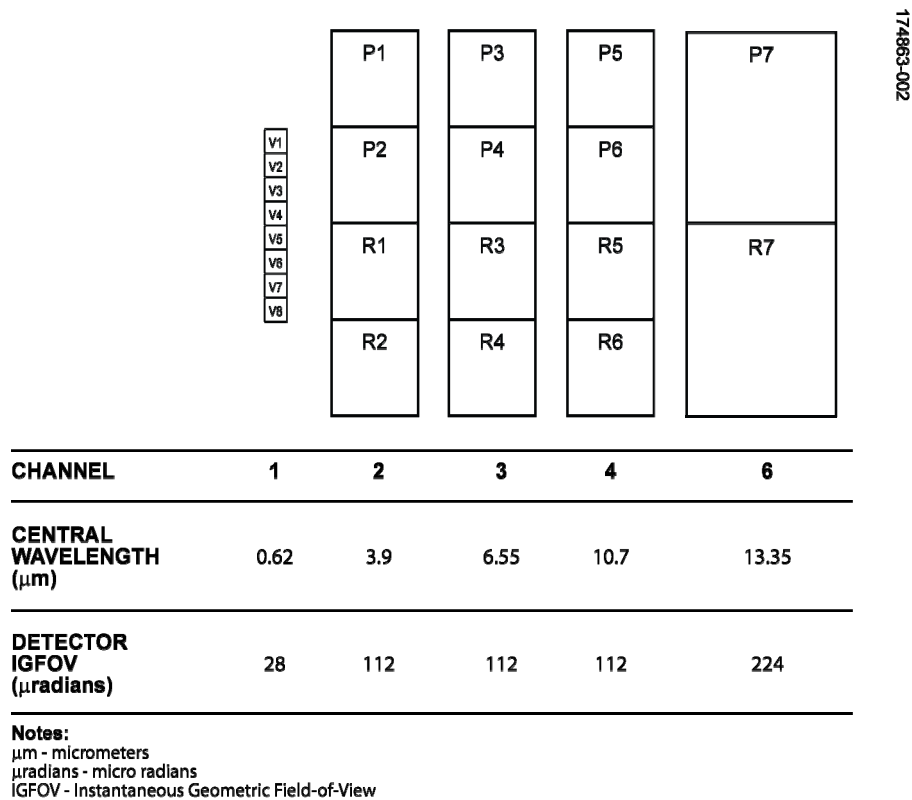 174863-002
P1 P3 P5 P7
V1
P2 P4 P6
V2
V3
V4
V5
R1 R3 R5 R7
V6
V7
V8
R2 R4 R6
CHANNEL 1 2 3 4 6
CENTRAL
WAVELENGTH 0.62 3.9 6.55 10.7 13.35
(μm)
DETECTOR
IGFOV 28 112 112 112 224
(μradians)
Notes:
μm - micrometers
μradians - micro radians
IGFOV - Instantaneous Geometric Field-of-View